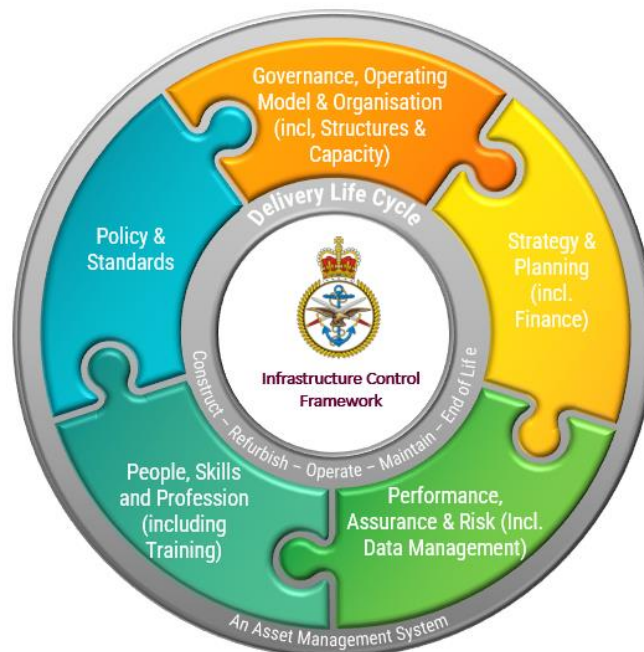 Governance, Operating
Model & Organisation
(incl, Structures &
Capacity)
Delivery Life Cycle
Policy &
Standards
Strategy &
Planning
(incl.
Finance)
Infrastructure Control
Framework
Construct – Refurbish – Operate – Maintain – End of Life
People, Skills
and Profession
(including
Training)
Performance,
Assurance & Risk (Incl.
Data Management)
An Asset Management System